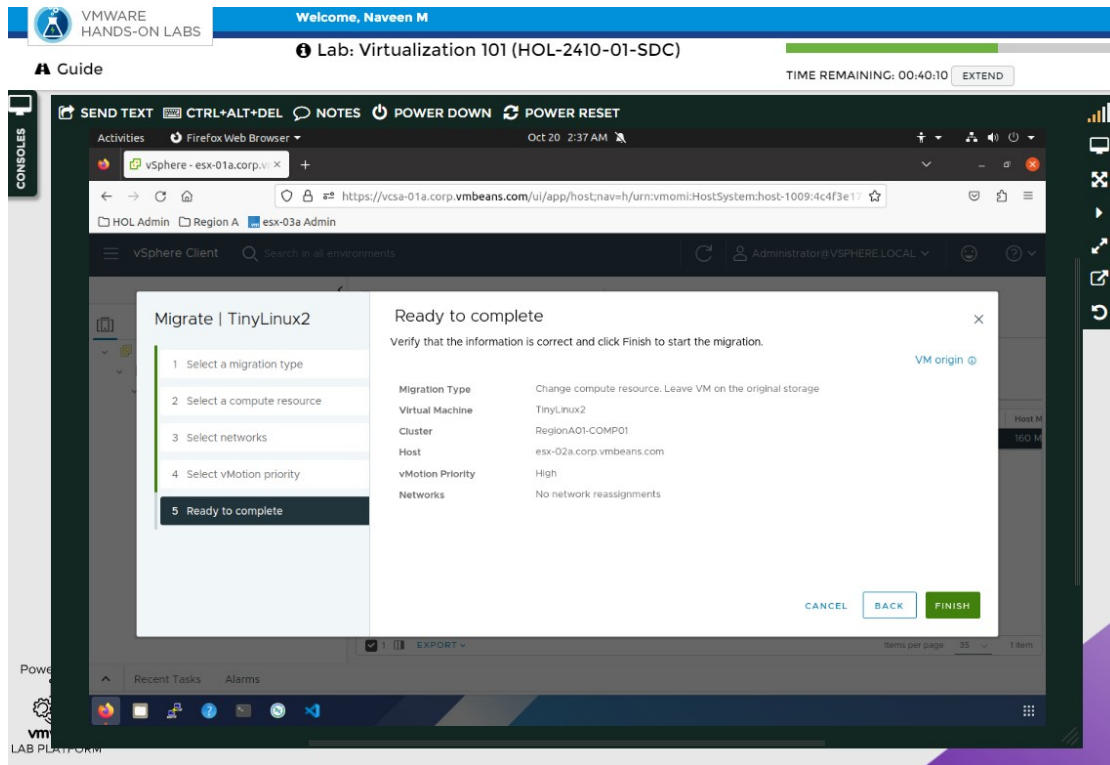 VMWARE
HANDS-ON LABS
Welcome, Naveen M
Lab: Virtualization 101 (HOL-2410-01-SDC)
Guide
TIME REMAINING: 00:40:10 EXTEND
CONSOLES
SEND TEXT CTRL+ALT+DEL NOTES POWER DOWN POWER RESET
Activities Firefox Web Browser Oct 20 2:37 AM
vSphere - esx-01a.corp.v
https://vcsa-01a.corp.vmbeans.com/ui/app/host;nav=h/urn:vmomi:HostSystem:host-1009:4c4f3e17
HOL Admin Region A esx-03a Admin
vSphere Client Search in all environments Administrator@VSPHERE.LOCAL
Migrate | TinyLinux2
1 Select a migration type
2 Select a compute resource
3 Select networks
4 Select vMotion priority
5 Ready to complete
Ready to complete
Verify that the information is correct and click Finish to start the migration.
VM origin
Migration Type Change compute resource. Leave VM on the original storage
Virtual Machine TinyLinux2
Cluster RegionA01-COMP01
Host esx-02a.corp.vmbeans.com
vMotion Priority High
Networks No network reassignments
Host M
160 M
CANCEL BACK FINISH
1 EXPORT Items per page 35 1 item
Recent Tasks Alarms
Powe
vm
LAB PLATFORM